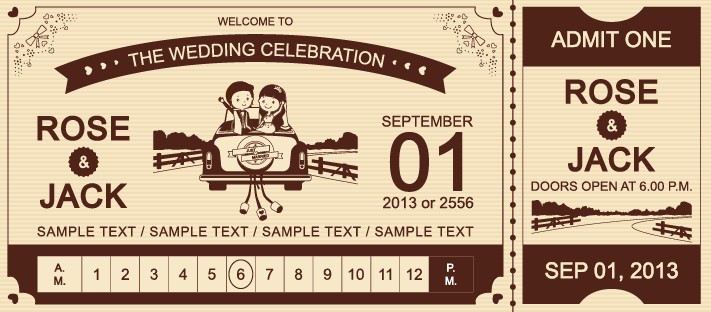 WELCOME TO
THE WEDDING CELEBRATION
ROSE
&
JACK
JUST
MARRIED
SEPTEMBER
01
2013 or 2556
SAMPLE TEXT / SAMPLE TEXT / SAMPLE TEXT / SAMPLE TEXT
A.M. 1 2 3 4 5 6 7 8 9 10 11 12 P.M.
ADMIT ONE
ROSE
&
JACK
DOORS OPEN AT 6.00 P.M.
SEP 01, 2013